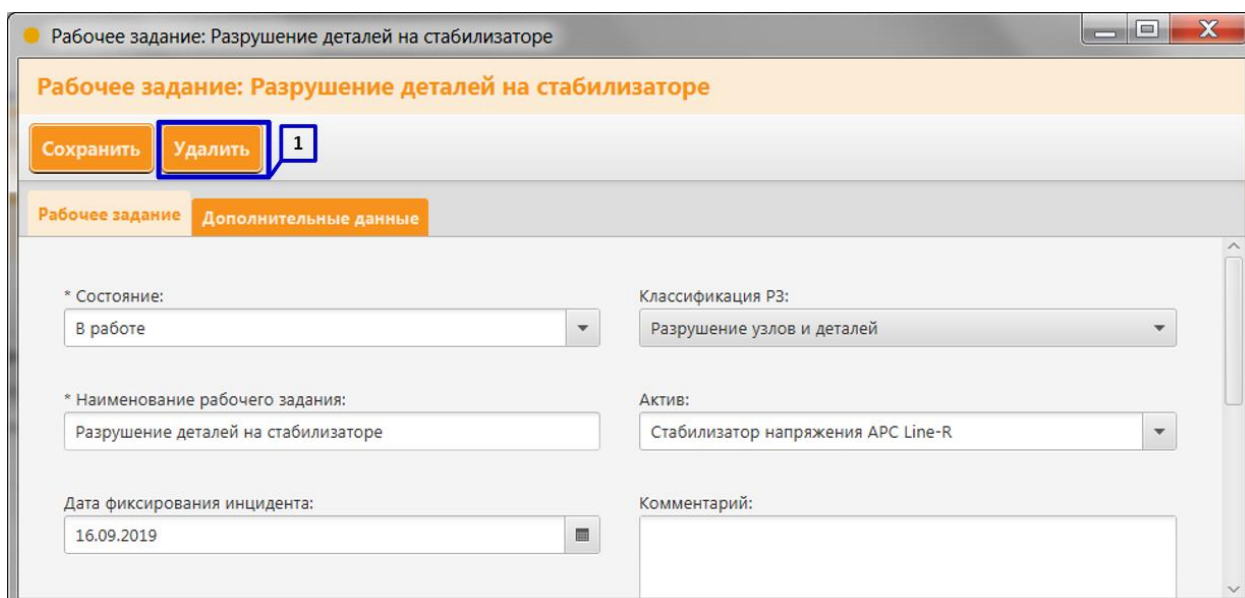 Рабочее задание: Разрушение деталей на стабилизаторе
Рабочее задание: Разрушение деталей на стабилизаторе
Сохранить Удалить 1
Рабочее задание Дополнительные данные
* Состояние: Классификация РЗ:
В работе Разрушение узлов и деталей
* Наименование рабочего задания: Актив:
Разрушение деталей на стабилизаторе Стабилизатор напряжения APC Line-R
Дата фиксирования инцидента: Комментарий:
16.09.2019